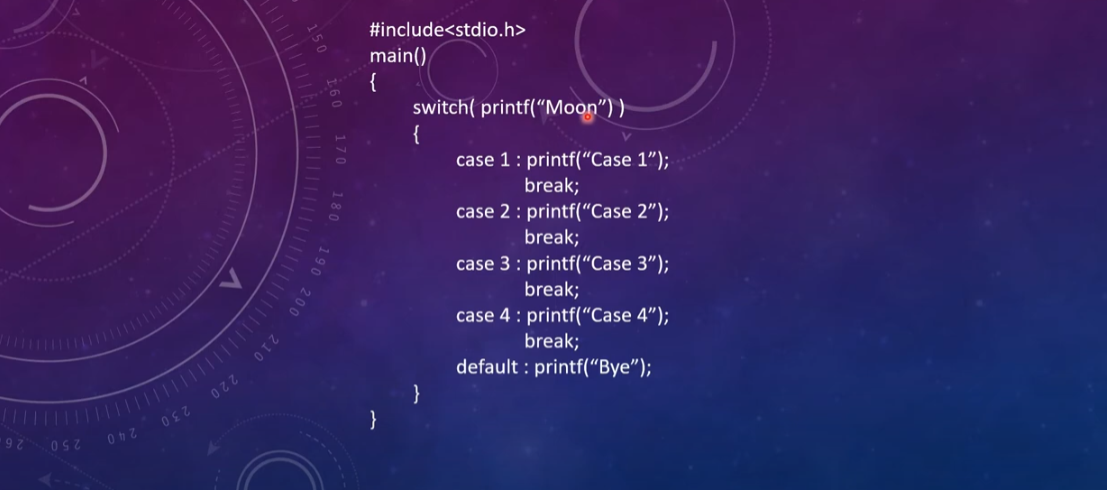 #include<stdio.h>
main()
{
switch( printf(“Moon”) )
{
case 1 : printf(“Case 1”);
break;
case 2 : printf(“Case 2”);
break;
case 3 : printf(“Case 3”);
break;
case 4 : printf(“Case 4”);
break;
default : printf(“Bye”);
}
}
150
160
170
180
190
200
210
220
230
240
250